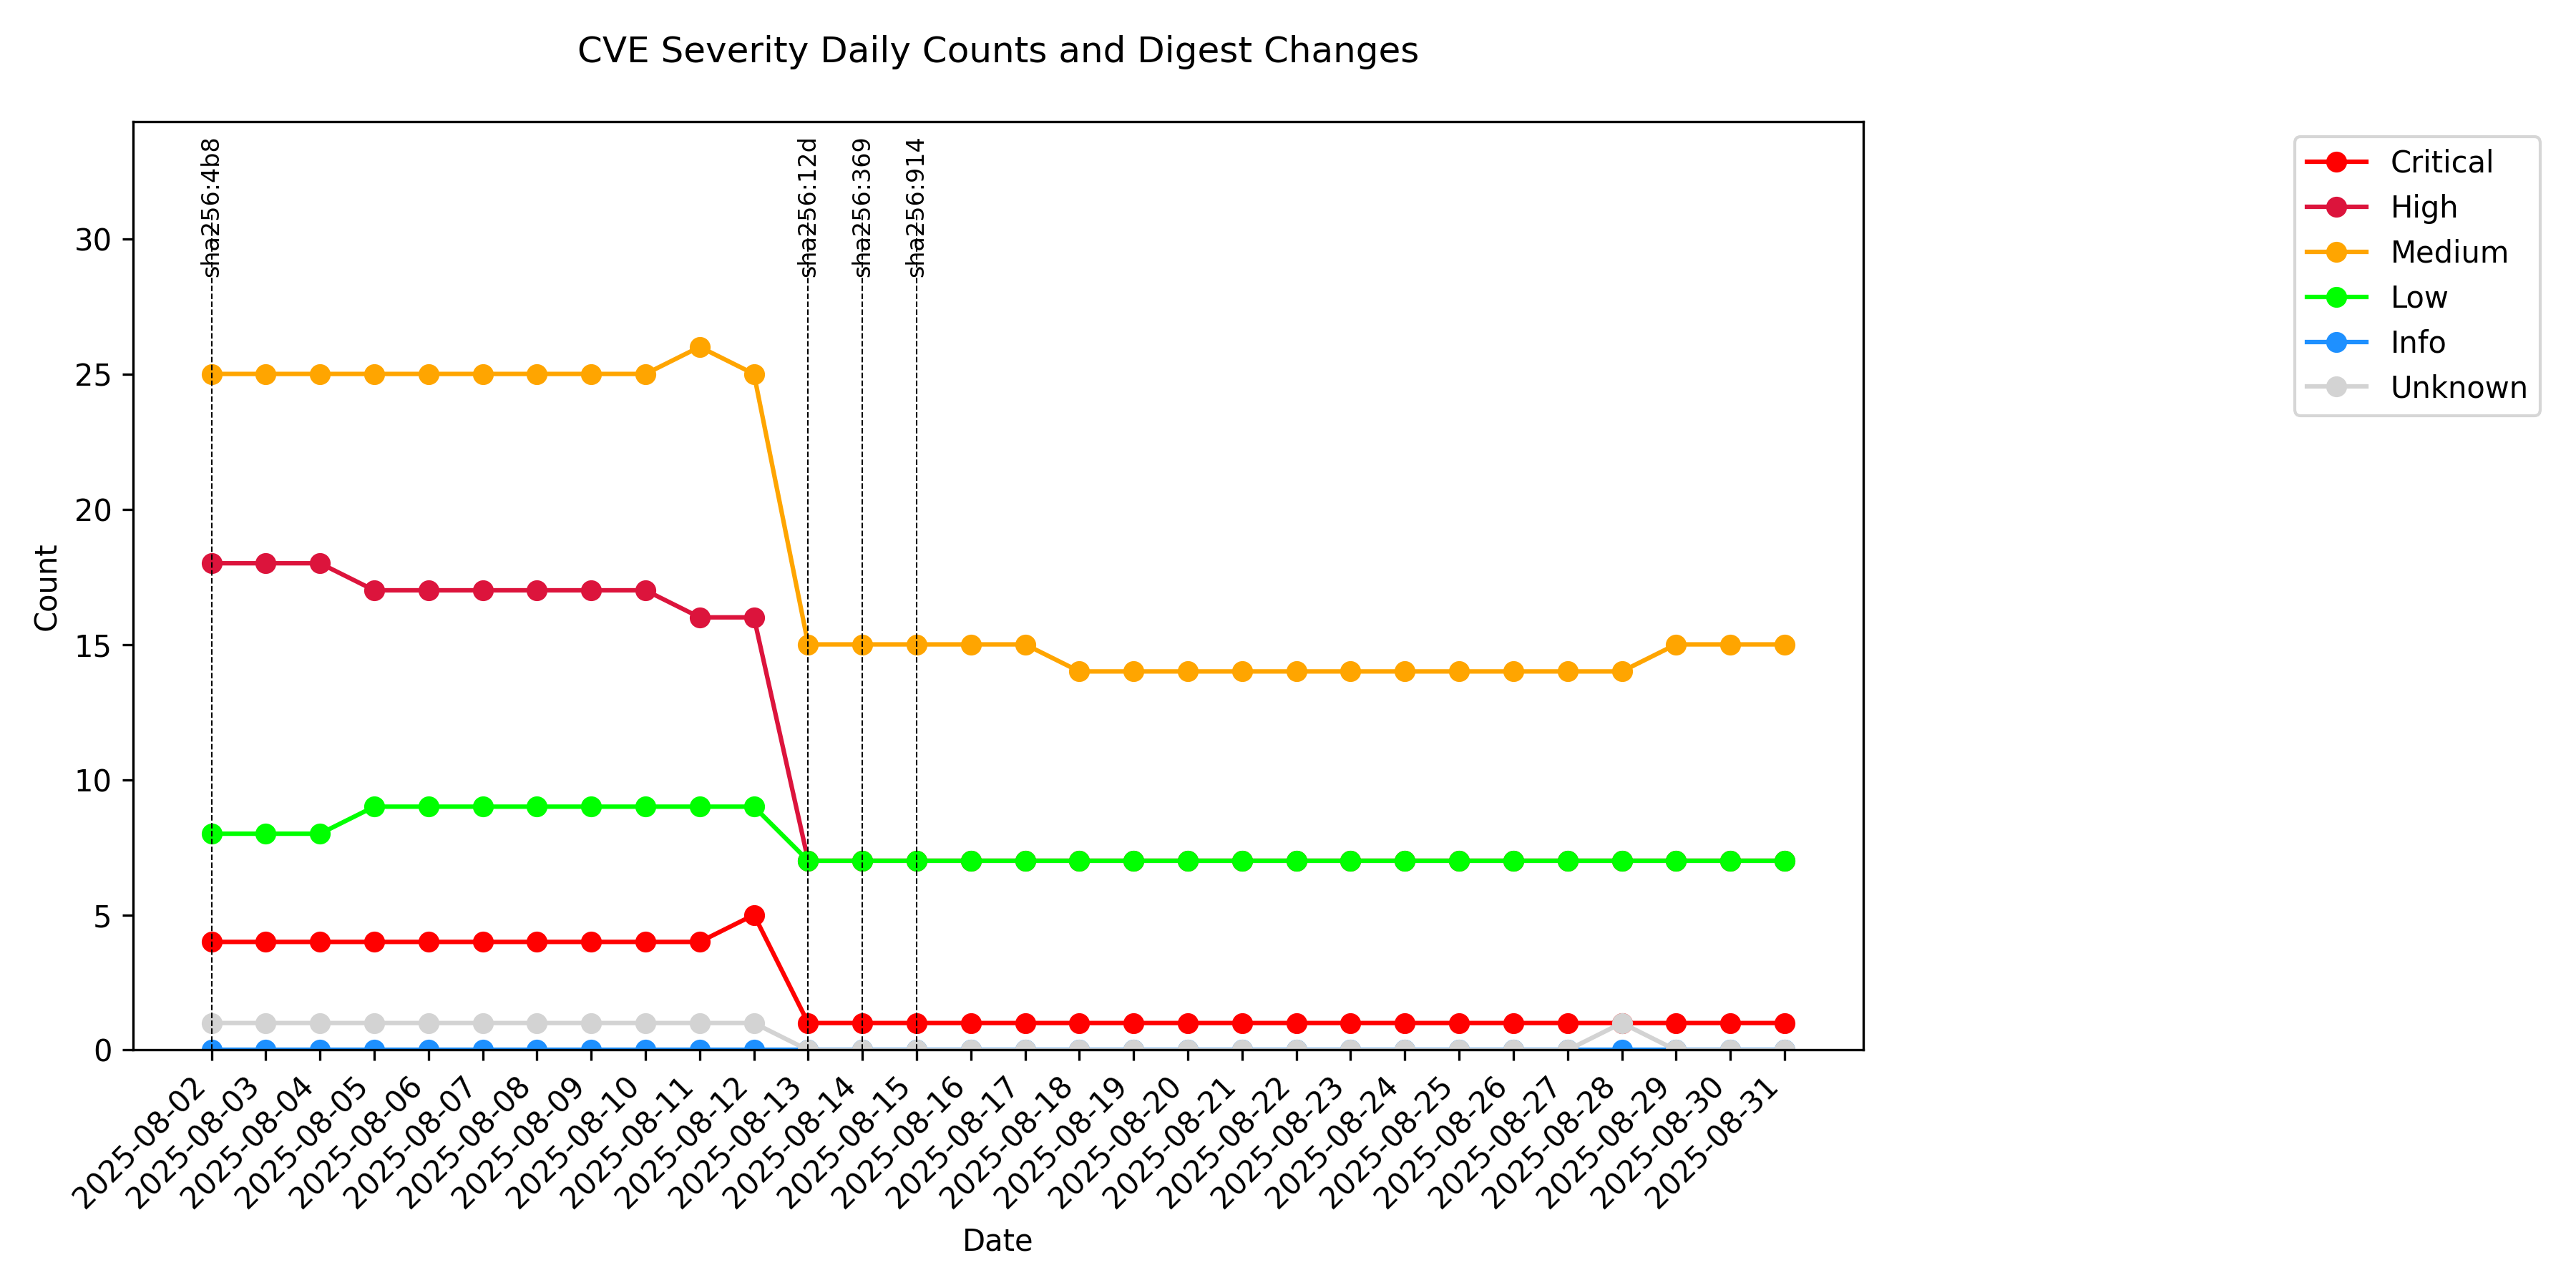 CVE Severity Daily Counts and Digest Changes
sha256:4b8
sha256:12d
sha256:369
sha256:914
Critical
High
Medium
Low
Info
Unknown
Count
30
25
20
15
10
5
0
2025-08-02
2025-08-03
2025-08-04
2025-08-05
2025-08-06
2025-08-07
2025-08-08
2025-08-09
2025-08-10
2025-08-11
2025-08-12
2025-08-13
2025-08-14
2025-08-15
2025-08-16
2025-08-17
2025-08-18
2025-08-19
2025-08-20
2025-08-21
2025-08-22
2025-08-23
2025-08-24
2025-08-25
2025-08-26
2025-08-27
2025-08-28
2025-08-29
2025-08-30
2025-08-31
Date